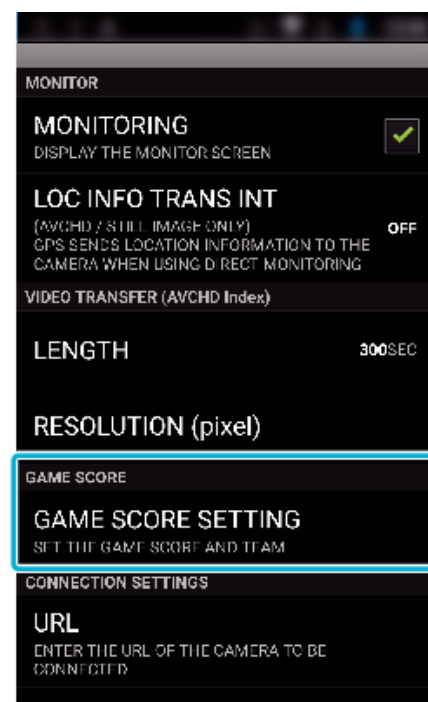 MONITOR
MONITORING
DISPLAY THE MONITOR SCREEN
LOC INFO TRANS INT
(AVCHD / STILL IMAGE ONLY)
OFF
GPS SENDS LOCATION INFORMATION TO THE
CAMERA WHEN USING DIRECT MONITORING
VIDEO TRANSFER (AVCHD Index)
LENGTH
300SEC
RESOLUTION (pixel)
GAME SCORE
GAME SCORE SETTING
SET THE GAME SCORE AND TEAM
CONNECTION SETTINGS
URL
ENTER THE URL OF THE CAMERA TO BE
CONNECTED